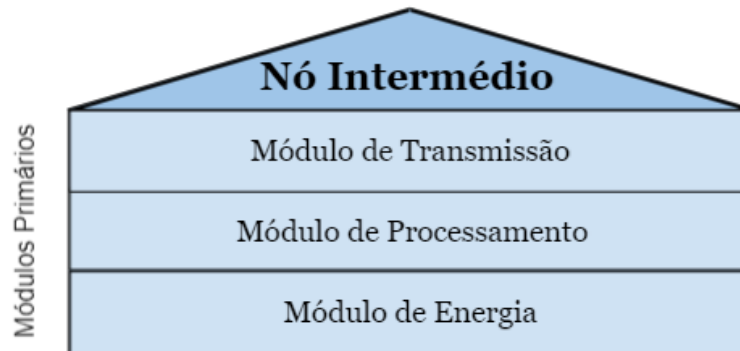 Nó Intermédio
Módulos Primários
Módulo de Transmissão
Módulo de Processamento
Módulo de Energia